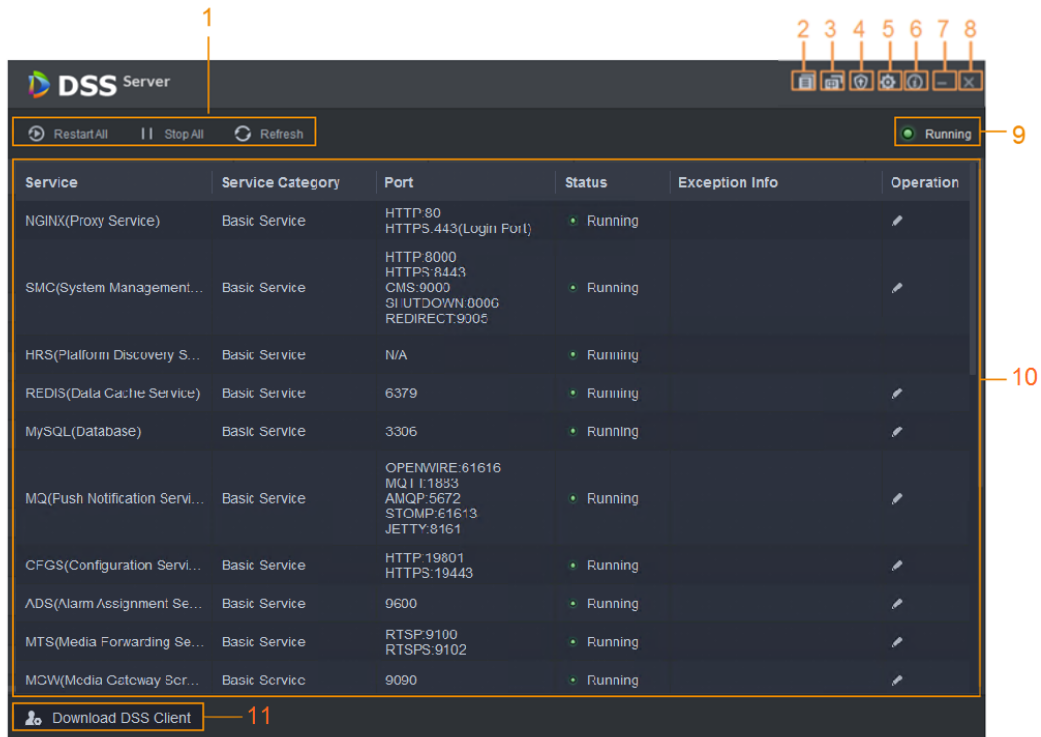 1
2 3 4 5 6 7 8
DSS Server
Restart All Stop All Refresh
Running
9
Service Service Category Port Status Exception Info Operation
NGINX(Proxy Service) Basic Service HTTP:80 Running
HTTPS:443(Login Port)
SMC(System Management... Basic Service HTTP:8000 Running
HTTPS:8443
CMS:9000
SHUTDOWN:8006
REDIRECT:9005
HRS(Platform Discovery S... Basic Service N/A Running
10
REDIS(Data Cache Service) Basic Service 6379 Running
MySQL(Database) Basic Service 3306 Running
MQ(Push Notification Servi... Basic Service OPENWIRE:61616 Running
MQTT:1883
AMQP:5672
STOMP:61613
JETTY:8161
CFGS(Configuration Servi... Basic Service HTTP:19801 Running
HTTPS:19443
ADS(Alarm Assignment Se... Basic Service 9600 Running
MTS(Media Forwarding Se... Basic Service RTSP:9100 Running
RTSPS:9102
MGW(Media Gateway Ser... Basic Service 9090 Running
Download DSS Client
11